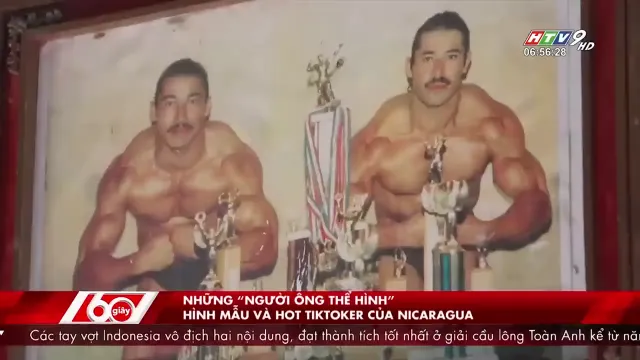 HTV9 HD
06:56:28
60 giây
NHỮNG "NGƯỜI ÔNG THỂ HÌNH"
HÌNH MẪU VÀ HOT TIKTOKER CỦA NICARAGUA
Các tay vợt Indonesia vô địch hai nội dung, đạt thành tích tốt nhất ở giải cầu lông Toàn Anh kể từ nă